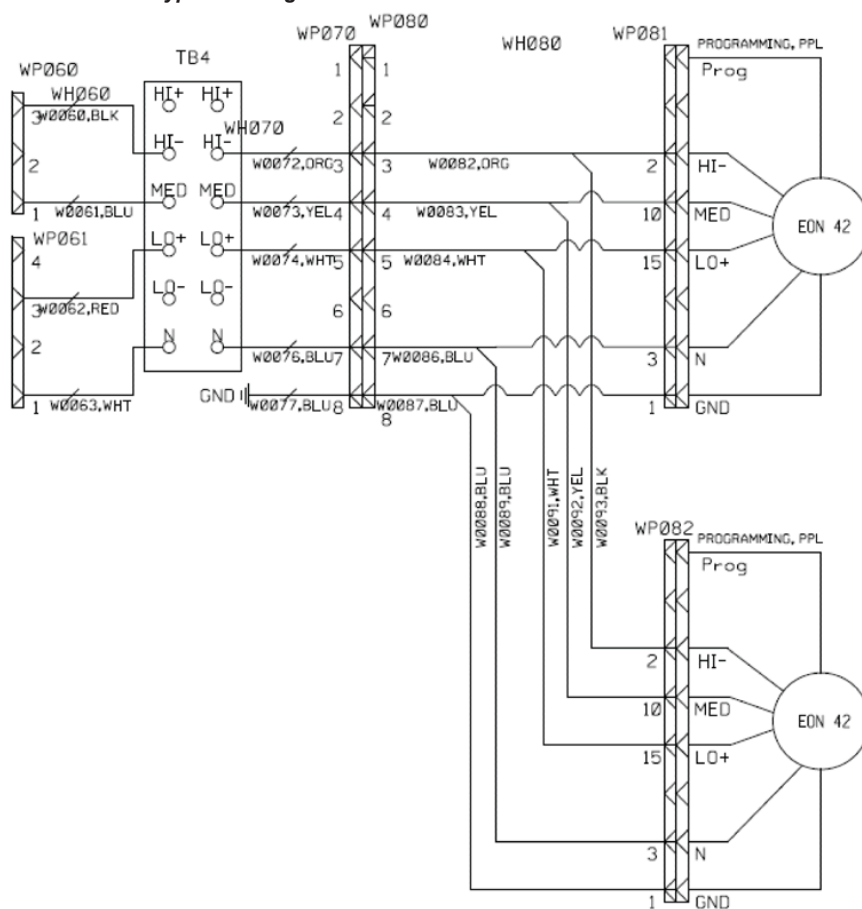 WP070 WP080 WH080 WP081 PROGRAMMING, PPL
WP060 TB4 1 1 Prog
WH060 HI+ HI+
3 W0060,BLK WH070 2 2
2 HI- HI- W0072,ORG 3 3 W0082,ORG 2 HI-
1 W0061,BLU MED MED W0073,YEL 4 4 W0083,YEL 10 MED EON 42
WP061 LO+ LO+ W0074,WHT 5 5 W0084,WHT 15 LO+
4
3 W0062,RED LO- LO- 6 6
2 N N W0076,BLU 7 7 W0086,BLU 3 N
1 W0063,WHT GND W0077,BLU 8 8 W0087,BLU 1 GND
W0088,BLU
W0089,BLU
W0091,WHT
W0092,YEL
W0093,BLK
WP082 PROGRAMMING, PPL
Prog
2 HI-
10 MED EON 42
15 LO+
3 N
1 GND